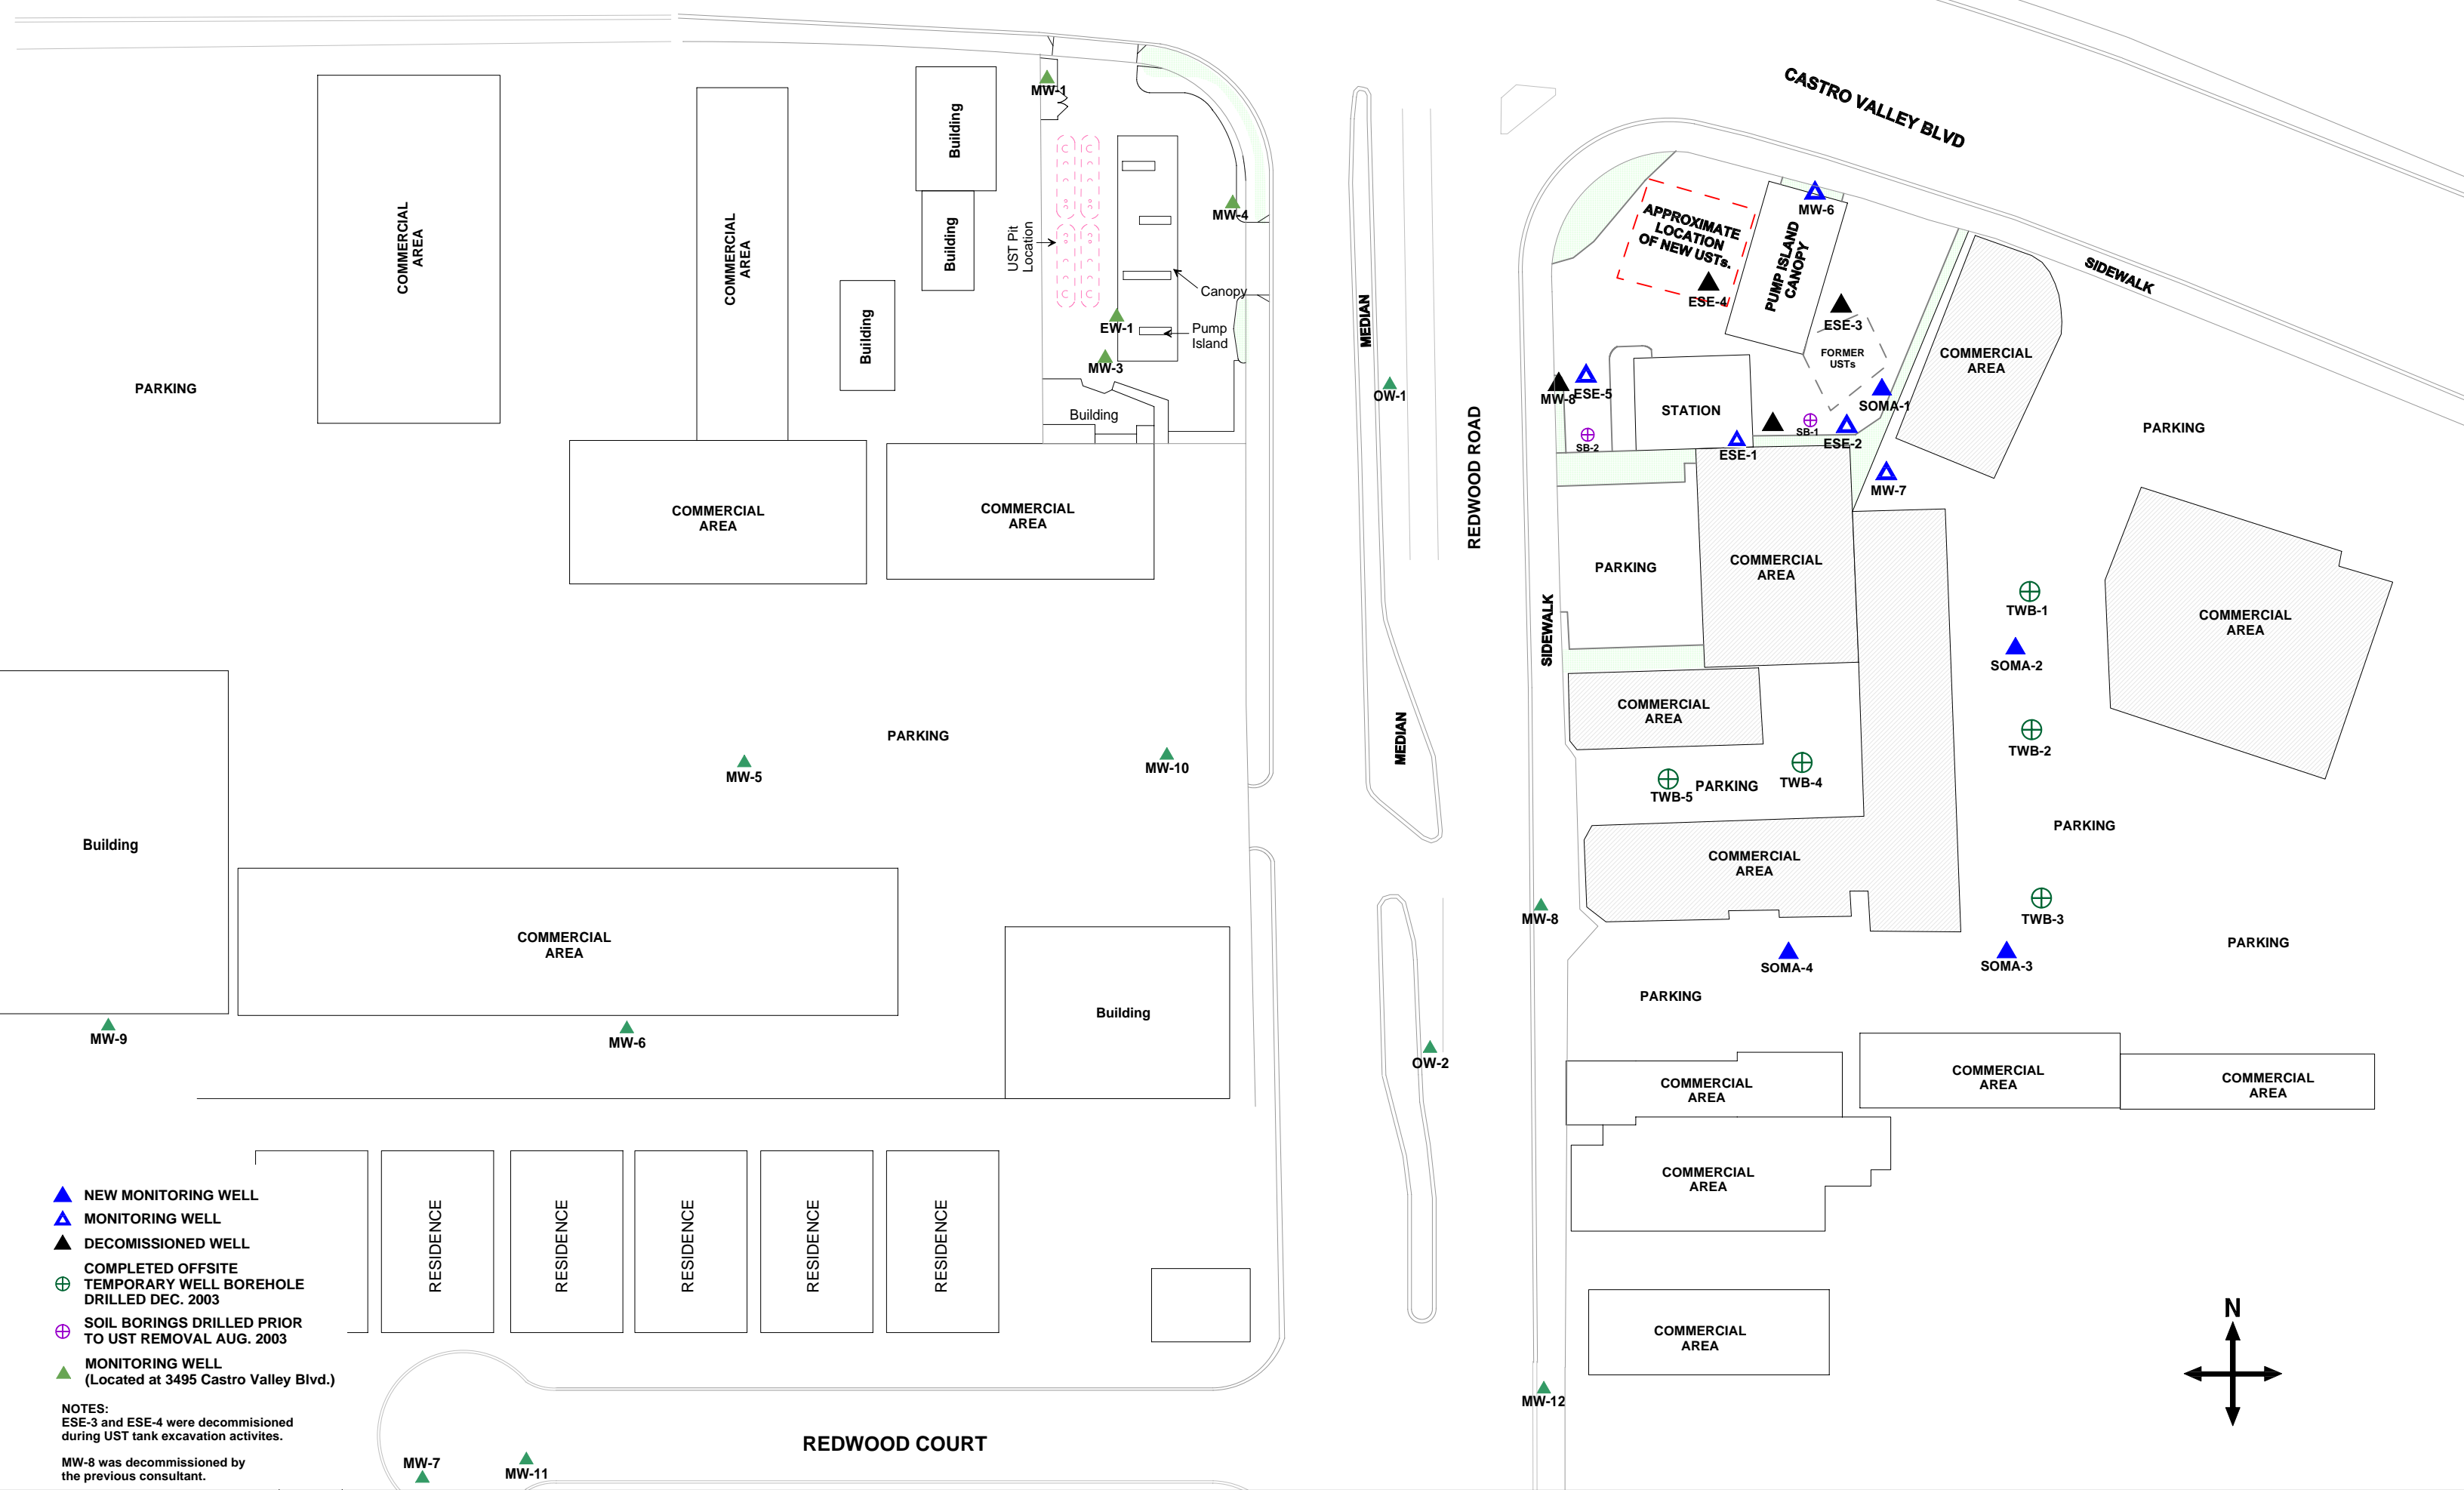 CASTRO VALLEY BLVD
SIDEWALK
MW-1
Building
Building
Building
COMMERCIAL
AREA
COMMERCIAL
AREA
UST Pit
Location
MW-4
Canopy
EW-1
Pump
Island
MW-3
Building
PARKING
COMMERCIAL
AREA
COMMERCIAL
AREA
MEDIAN
OW-1
REDWOOD ROAD
MEDIAN
SIDEWALK
APPROXIMATE
LOCATION
OF NEW USTs.
ESE-4
PUMP ISLAND
CANOPY
MW-6
ESE-3
FORMER
USTs
COMMERCIAL
AREA
MW-8
ESE-5
SB-2
STATION
SB-1
SOMA-1
ESE-2
ESE-1
MW-7
PARKING
PARKING
COMMERCIAL
AREA
TWB-1
SOMA-2
COMMERCIAL
AREA
COMMERCIAL
AREA
TWB-2
TWB-5
PARKING
TWB-4
PARKING
COMMERCIAL
AREA
TWB-3
SOMA-4
SOMA-3
PARKING
PARKING
PARKING
MW-5
MW-10
Building
COMMERCIAL
AREA
MW-8
Building
MW-9
MW-6
OW-2
COMMERCIAL
AREA
COMMERCIAL
AREA
COMMERCIAL
AREA
COMMERCIAL
AREA
COMMERCIAL
AREA
RESIDENCE
RESIDENCE
RESIDENCE
RESIDENCE
RESIDENCE
MW-12
REDWOOD COURT
MW-7
MW-11
N
NEW MONITORING WELL
MONITORING WELL
DECOMISSIONED WELL
COMPLETED OFFSITE
TEMPORARY WELL BOREHOLE
DRILLED DEC. 2003
SOIL BORINGS DRILLED PRIOR
TO UST REMOVAL AUG. 2003
MONITORING WELL
(Located at 3495 Castro Valley Blvd.)
NOTES:
ESE-3 and ESE-4 were decommisioned
during UST tank excavation activites.
MW-8 was decommissioned by
the previous consultant.